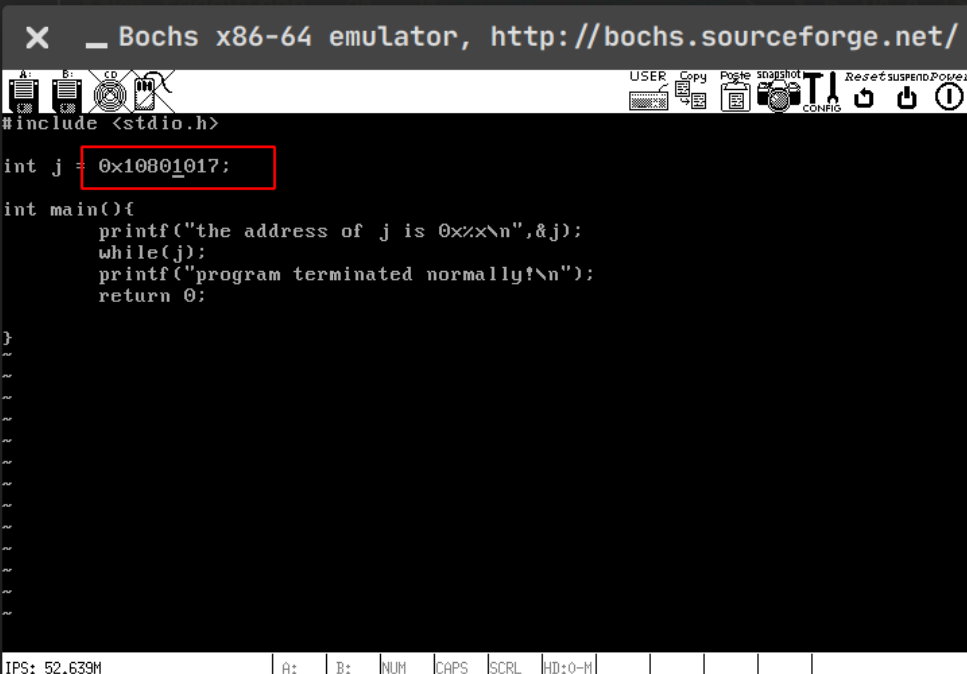 Bochs x86-64 emulator, http://bochs.sourceforge.net/
A: B: CD USER Copy Paste snapshot CONFIG Reset SUSPEND Power
#include <stdio.h>
int j = 0x10801017;
int main(){
printf("the address of j is 0x%x\n",&j);
while(j);
printf("program terminated normally!\n");
return 0;
}
~
~
~
~
~
~
~
~
~
~
~
~
~
IPS: 52.639M A: B: NUM CAPS SCRL HD:0-M